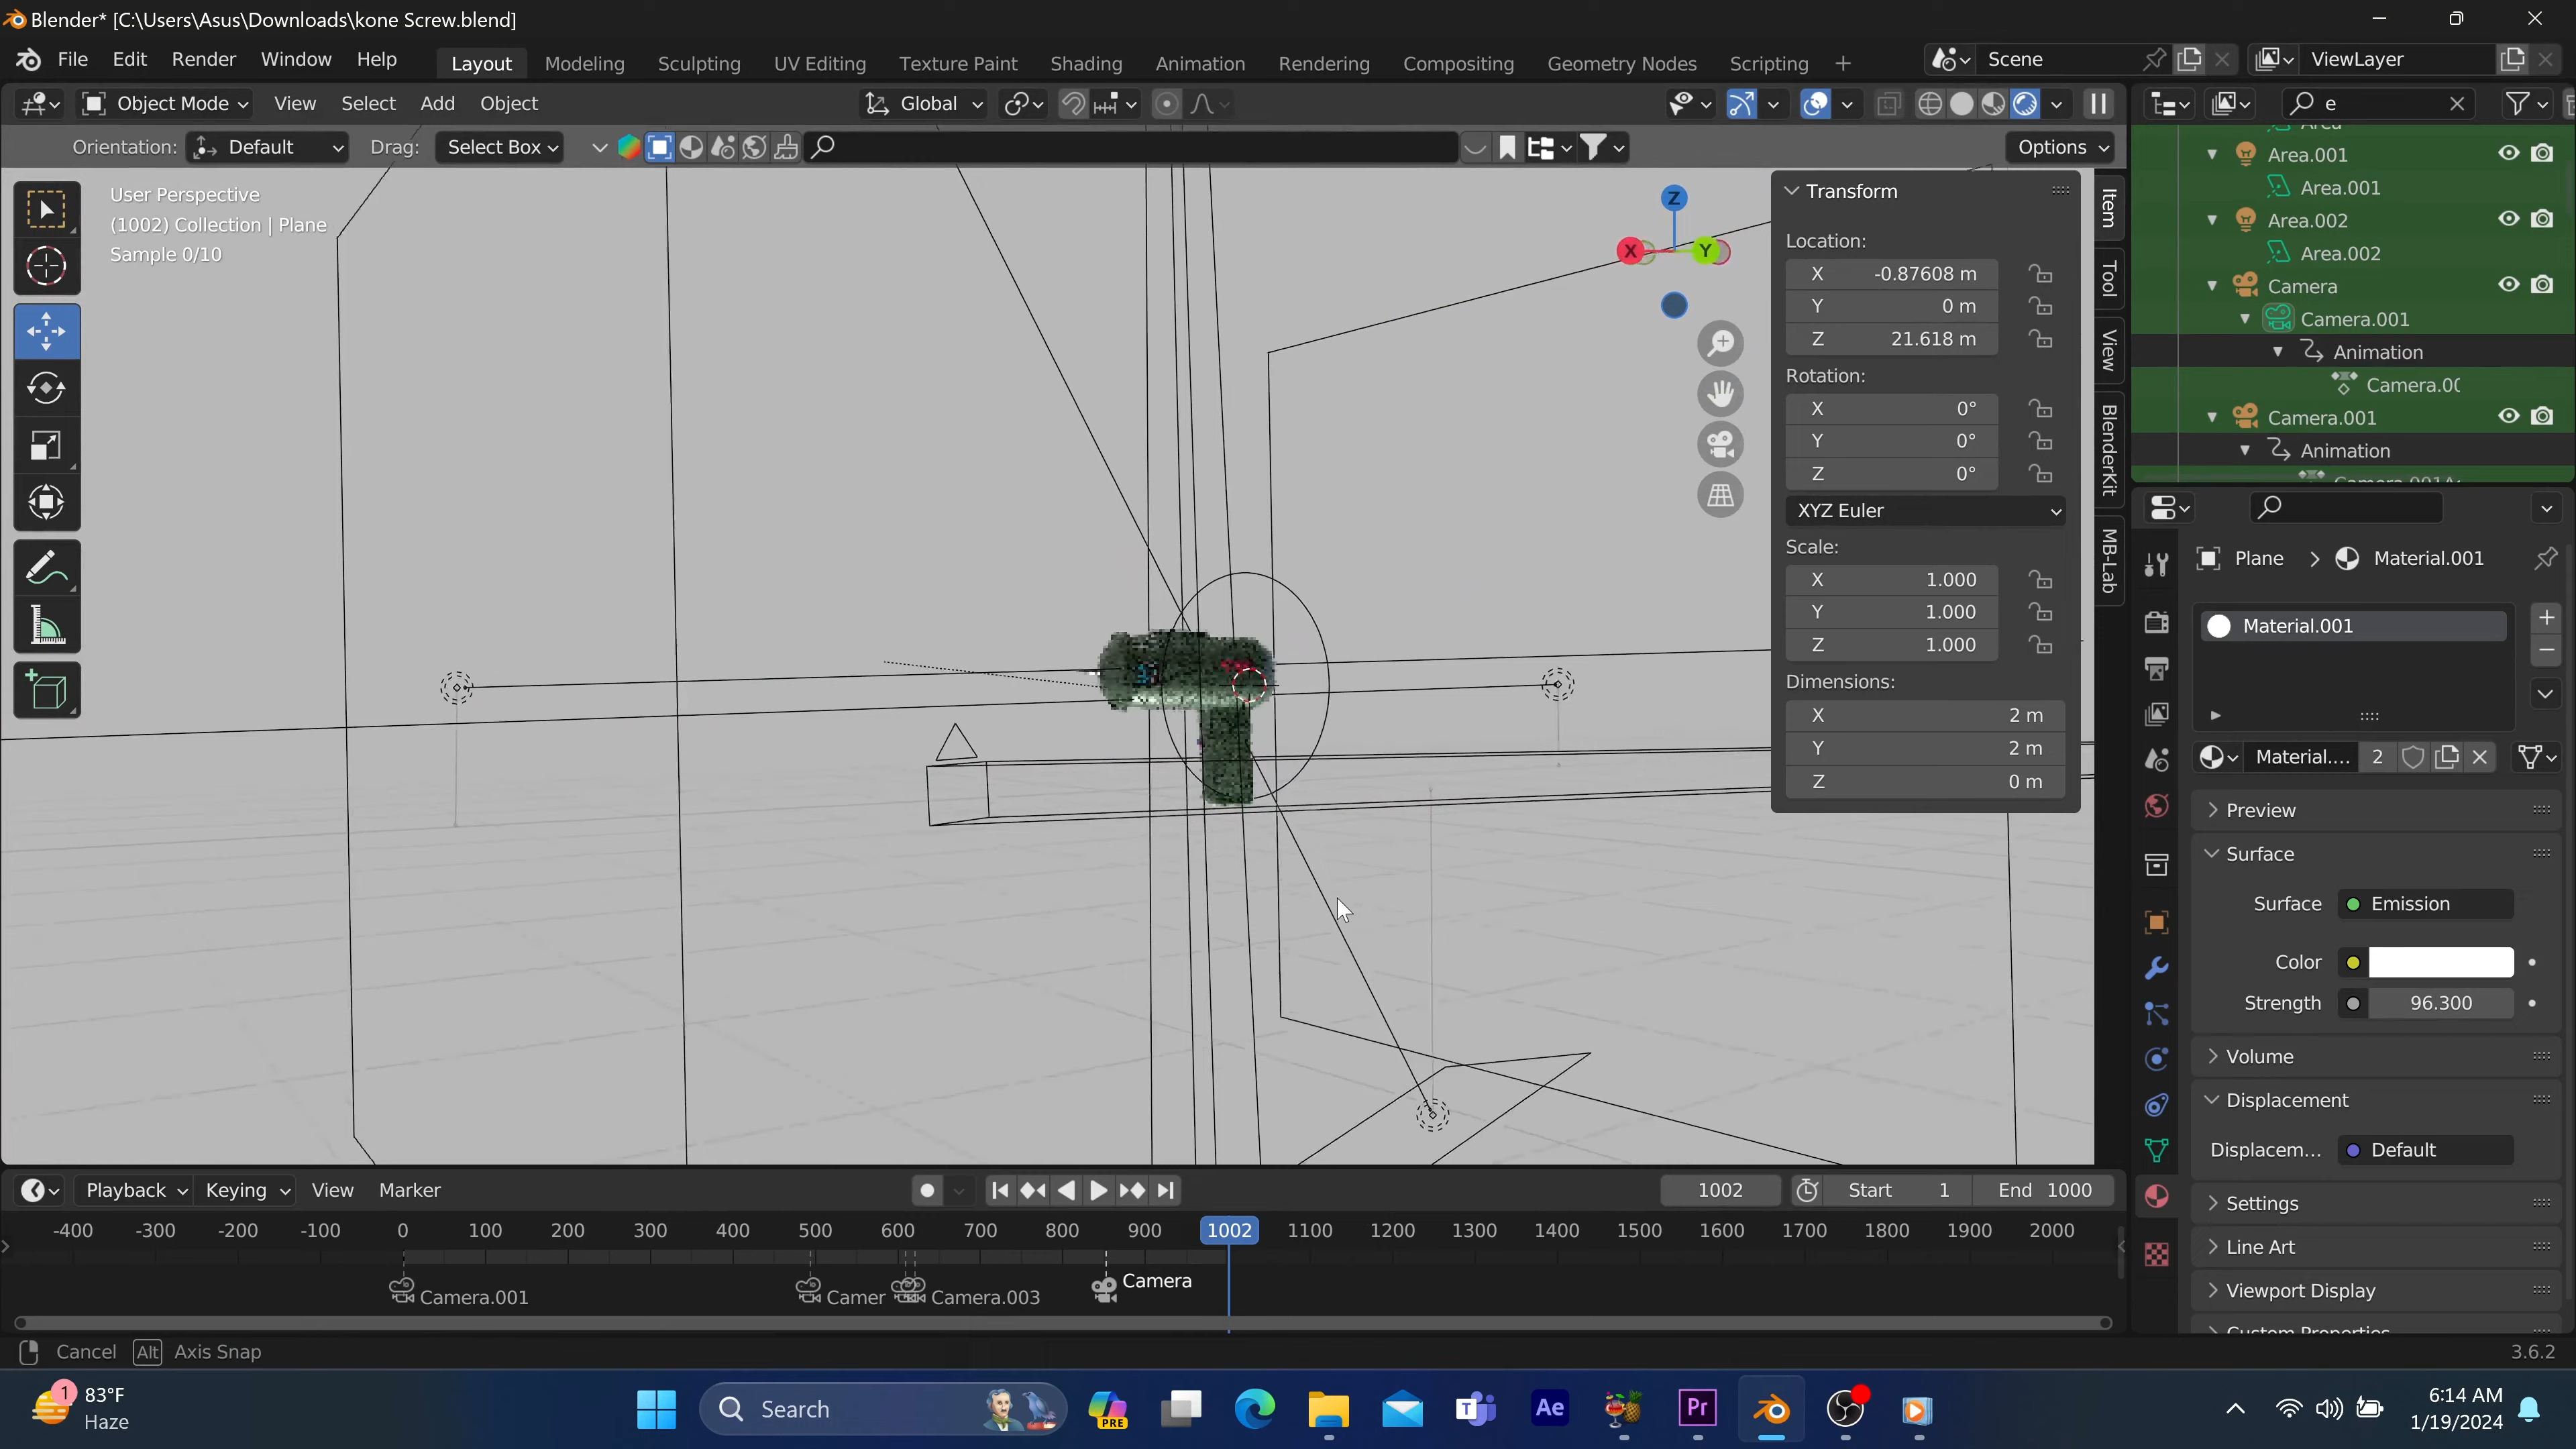 Blender* [C:\Users\Asus\Downloads\kone Screw.blend]
File Edit Render Window Help Layout Modeling Sculpting UV Editing Texture Paint Shading Animation Rendering Compositing Geometry Nodes Scripting + Scene ViewLayer
Object Mode View Select Add Object Global e
Orientation: Default Drag: Select Box Options
User Perspective
(1002) Collection | Plane
Sample 0/10
Z
X
Y
Transform
Location:
X -0.87608 m
Y 0 m
Z 21.618 m
Rotation:
X 0°
Y 0°
Z 0°
XYZ Euler
Scale:
X 1.000
Y 1.000
Z 1.000
Dimensions:
X 2 m
Y 2 m
Z 0 m
Item
Tool
View
BlenderKit
MB-Lab
Area
Area.001
Area.001
Area.002
Area.002
Camera
Camera.001
Animation
Camera.00
Camera.001
Animation
Plane > Material.001
Material.001
Material.... 2
Preview
Surface
Surface Emission
Color
Strength 96.300
Volume
Displacement
Displacem... Default
Settings
Line Art
Viewport Display
Custom Properties
Playback Keying View Marker 1002 Start 1 End 1000
-400 -300 -200 -100 0 100 200 300 400 500 600 700 800 900 1002 1100 1200 1300 1400 1500 1600 1700 1800 1900 2000
Camera.001 Camer Camera.003 Camera
Cancel Alt Axis Snap 3.6.2
1 83°F
Haze
Search
PRE
T
Ae
Pr
6:14 AM
1/19/2024